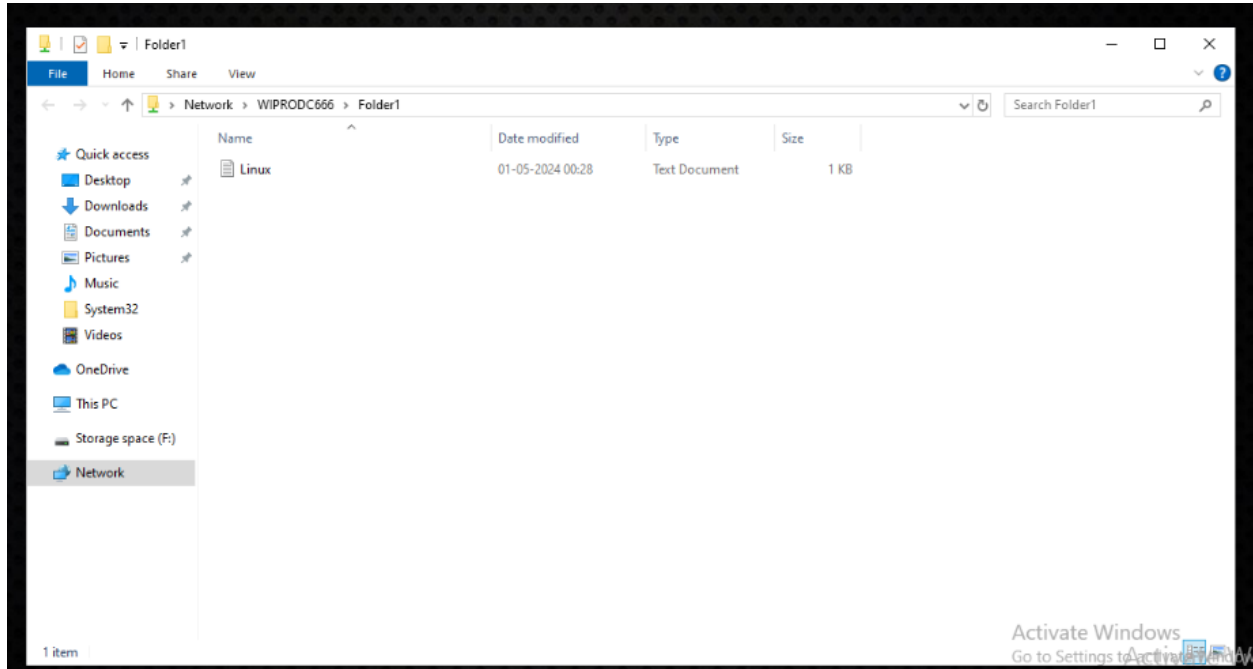 Folder1
File Home Share View
Network > WIPRODC666 > Folder1
Search Folder1
Name Date modified Type Size
Quick access
Linux 01-05-2024 00:28 Text Document 1 KB
Desktop
Downloads
Documents
Pictures
Music
System32
Videos
OneDrive
This PC
Storage space (F:)
Network
1 item
Activate Windows
Go to Settings to